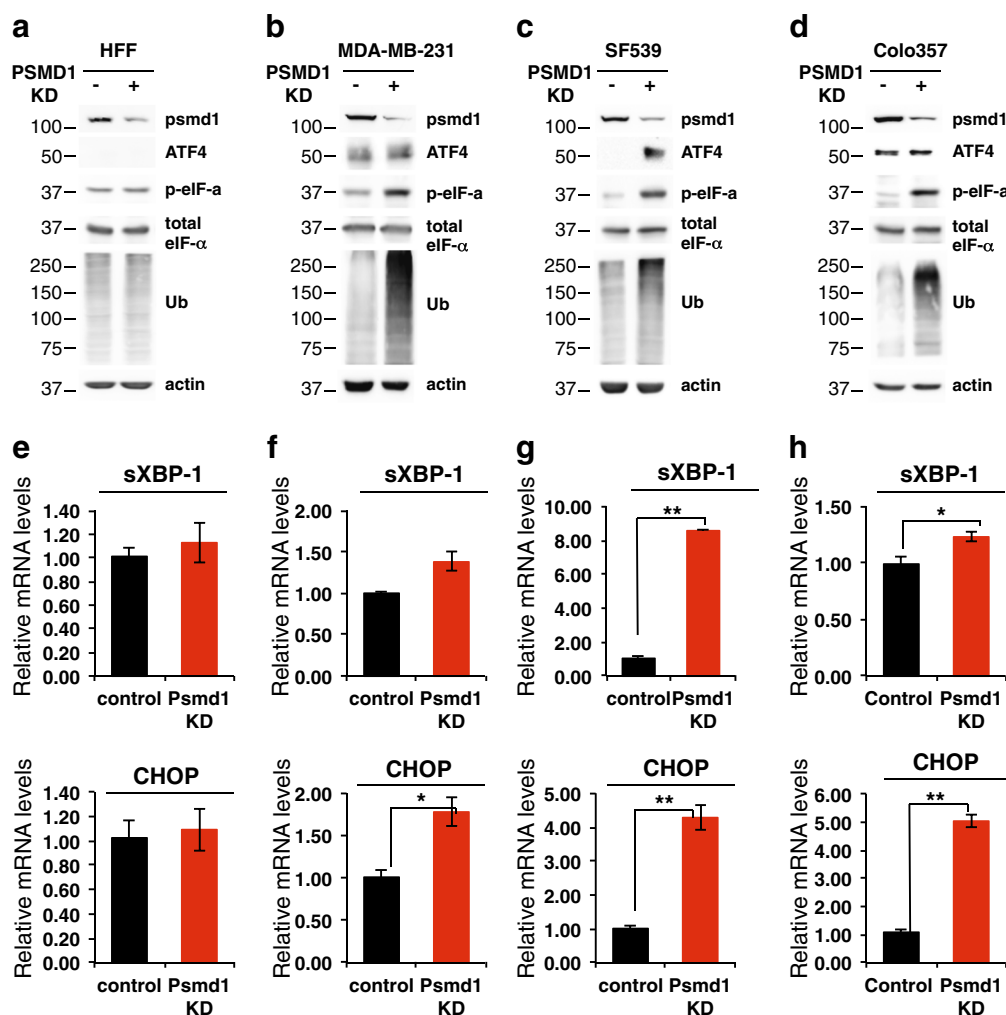 a
HFF
PSMD1
KD
- +
100
psmd1
50
ATF4
37
p-eIF-a
37
total
eIF-α
250
150
100
75
Ub
37
actin
b
MDA-MB-231
PSMD1
KD
- +
100
psmd1
50
ATF4
37
p-eIF-a
37
total
eIF-α
250
150
100
75
Ub
37
actin
c
SF539
PSMD1
KD
- +
100
psmd1
50
ATF4
37
p-eIF-a
37
total
eIF-α
250
150
100
75
Ub
37
actin
d
Colo357
PSMD1
KD
- +
100
psmd1
50
ATF4
37
p-eIF-a
37
total
eIF-α
250
150
100
75
Ub
37
actin
e
sXBP-1
Relative mRNA levels
1.40
1.20
1.00
0.80
0.60
0.40
0.20
0.00
control Psmd1
KD
f
sXBP-1
Relative mRNA levels
2.00
1.50
1.00
0.50
0.00
control Psmd1
KD
g
sXBP-1
Relative mRNA levels
10.00
8.00
6.00
4.00
2.00
0.00
**
control Psmd1
KD
h
sXBP-1
Relative mRNA levels
1.50
1.00
0.50
0.00
*
Control Psmd1
KD
CHOP
Relative mRNA levels
1.40
1.20
1.00
0.80
0.60
0.40
0.20
0.00
control Psmd1
KD
CHOP
Relative mRNA levels
2.00
1.50
1.00
0.50
0.00
*
control Psmd1
KD
CHOP
Relative mRNA levels
5.00
4.00
3.00
2.00
1.00
0.00
**
control Psmd1
KD
CHOP
Relative mRNA levels
6.00
5.00
4.00
3.00
2.00
1.00
0.00
**
Control Psmd1
KD